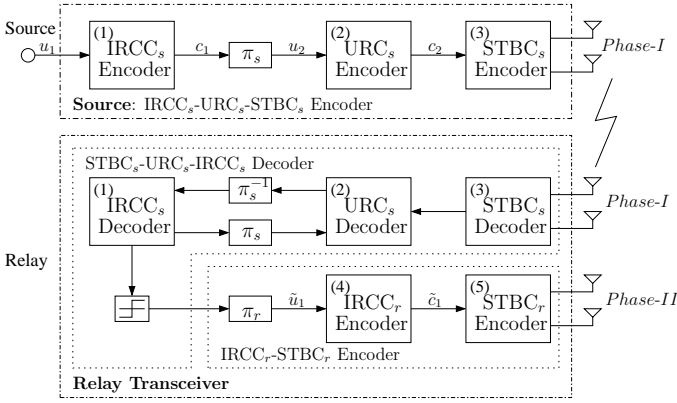 Source
u₁
(1)
IRCCₛ
Encoder
c₁
πₛ
u₂
(2)
URCₛ
Encoder
c₂
(3)
STBCₛ
Encoder
Phase-I
Source: IRCCₛ-URCₛ-STBCₛ Encoder
STBCₛ-URCₛ-IRCCₛ Decoder
(1)
IRCCₛ
Decoder
πₛ⁻¹
πₛ
(2)
URCₛ
Decoder
(3)
STBCₛ
Decoder
Phase-I
Relay
πᵣ
ũ₁
(4)
IRCCᵣ
Encoder
c̃₁
(5)
STBCᵣ
Encoder
Phase-II
IRCCᵣ-STBCᵣ Encoder
Relay Transceiver